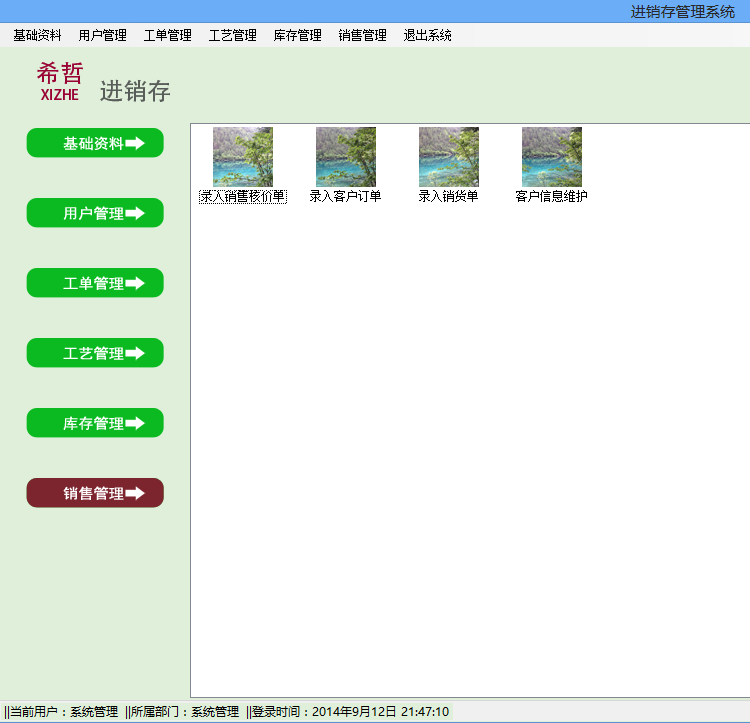 进销存管理系统
基础资料 用户管理 工单管理 工艺管理 库存管理 销售管理 退出系统
希哲
XIZHE 进销存
基础资料
用户管理
工单管理
工艺管理
库存管理
销售管理
录入销售核价单 录入客户订单 录入销货单 客户信息维护
||当前用户：系统管理 ||所属部门：系统管理 ||登录时间：2014年9月12日 21:47:10